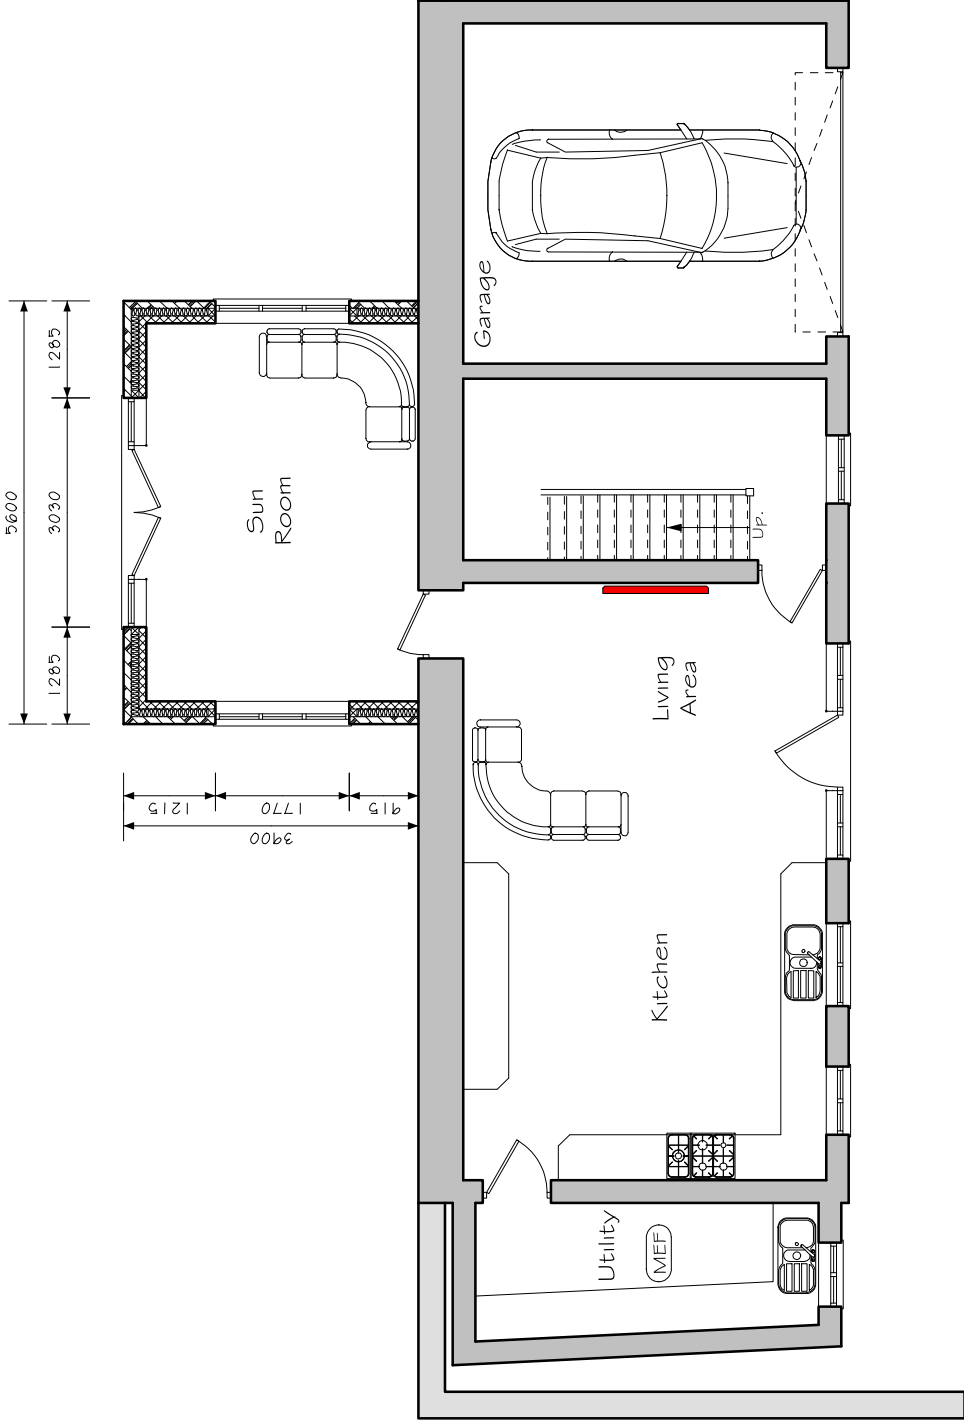 5600
1285
3030
1285
1215
1770
915
3900
Sun
Room
Garage
Up.
Living
Area
Kitchen
Utility
MEF